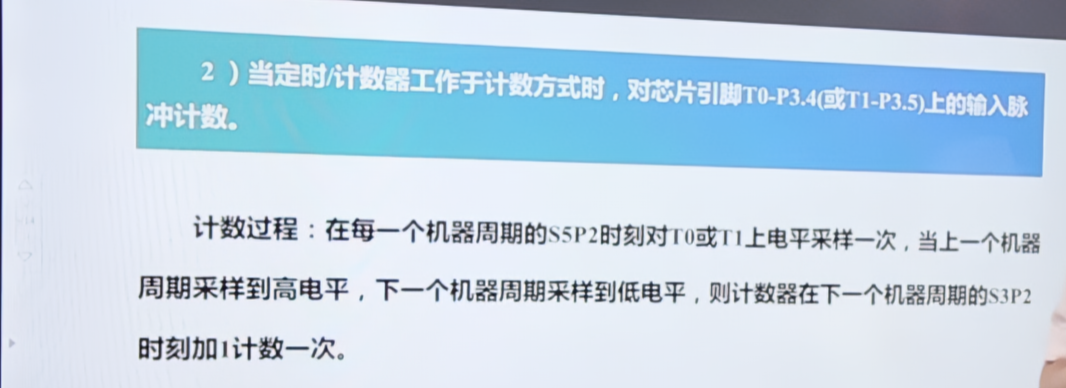 2 ）当定时/计数器工作于计数方式时，对芯片引脚T0-P3.4(或T1-P3.5)上的输入脉
冲计数。
计数过程：在每一个机器周期的S5P2时刻对T0或T1上电平采样一次，当上一个机器
周期采样到高电平，下一个机器周期采样到低电平，则计数器在下一个机器周期的S3P2
时刻加1计数一次。